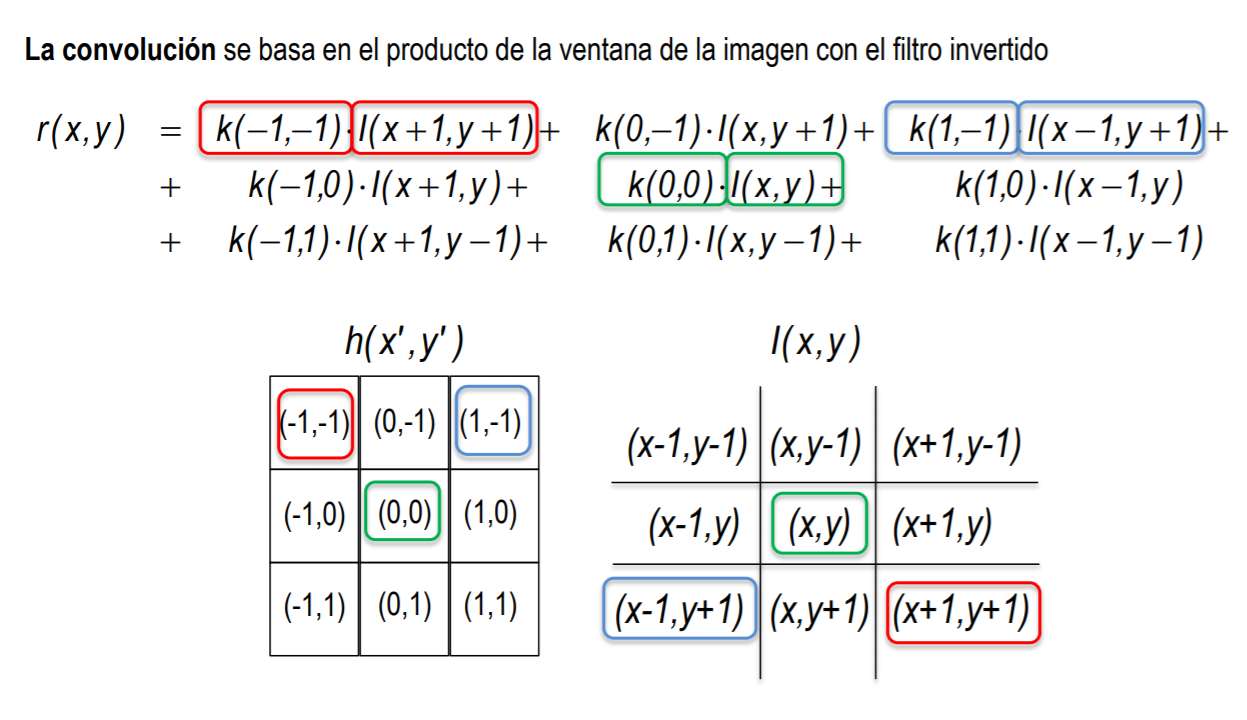 La convolución se basa en el producto de la ventana de la imagen con el filtro invertido
r(x,y) = k(−1,−1)·I(x+1,y+1)+ k(0,−1)·I(x,y+1)+ k(1,−1)·I(x−1,y+1)+
+ k(−1,0)·I(x+1,y)+ k(0,0)·I(x,y)+ k(1,0)·I(x−1,y)
+ k(−1,1)·I(x+1,y−1)+ k(0,1)·I(x,y−1)+ k(1,1)·I(x−1,y−1)
h(x',y')
(-1,-1) (0,-1) (1,-1)
(-1,0) (0,0) (1,0)
(-1,1) (0,1) (1,1)
I(x,y)
(x-1,y-1) (x,y-1) (x+1,y-1)
(x-1,y) (x,y) (x+1,y)
(x-1,y+1) (x,y+1) (x+1,y+1)